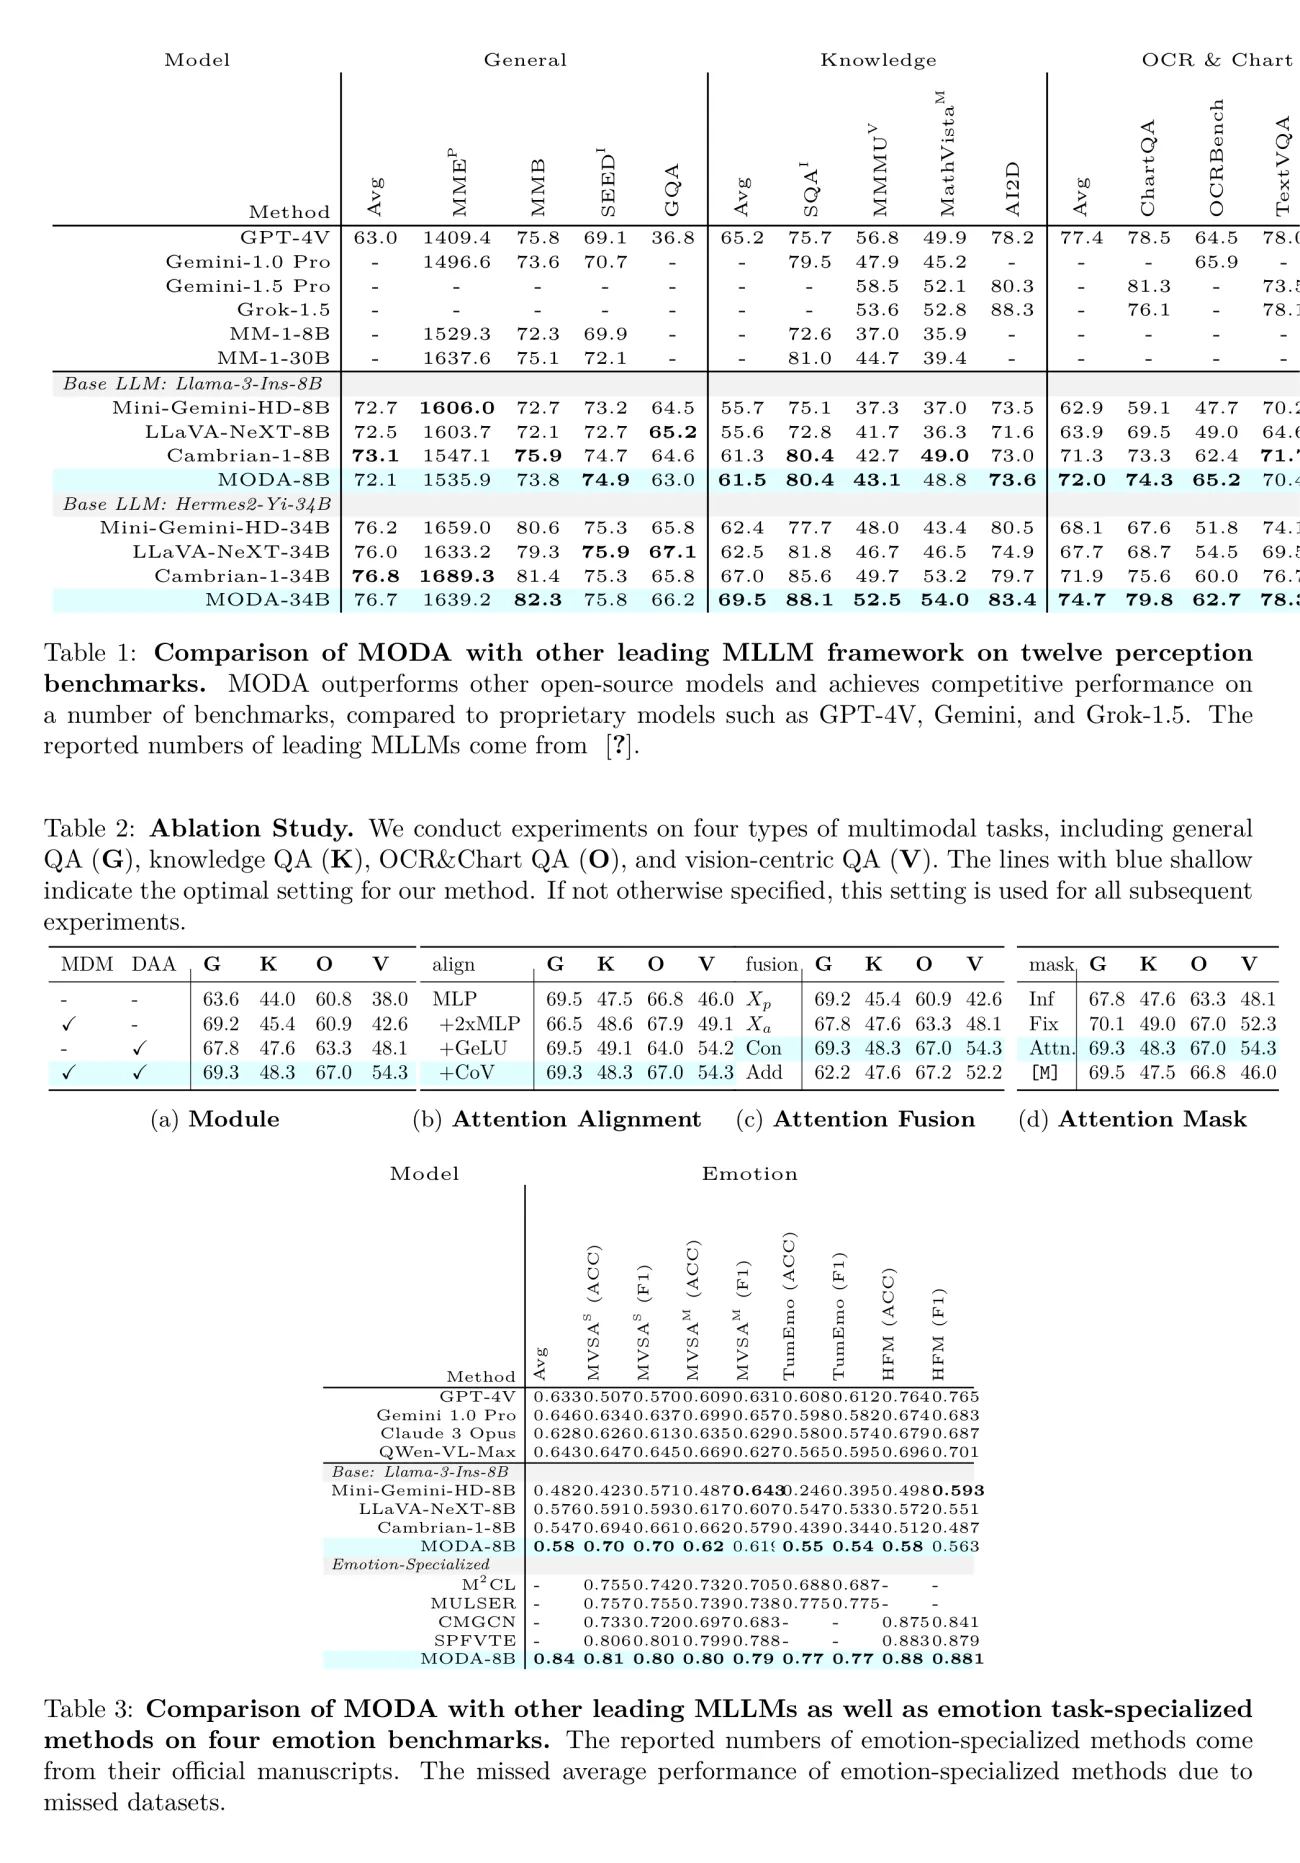 Model General Knowledge OCR & Chart
Method Avg MME^P MMB SEED^I GQA Avg SQA^I MMMU^V MathVista^M AI2D Avg ChartQA OCRBench TextVQA
GPT-4V 63.0 1409.4 75.8 69.1 36.8 65.2 75.7 56.8 49.9 78.2 77.4 78.5 64.5 78.0
Gemini-1.0 Pro - 1496.6 73.6 70.7 - - 79.5 47.9 45.2 - - - 65.9 -
Gemini-1.5 Pro - - - - - - - 58.5 52.1 80.3 - 81.3 - 73.5
Grok-1.5 - - - - - - - 53.6 52.8 88.3 - 76.1 - 78.1
MM-1-8B - 1529.3 72.3 69.9 - - 72.6 37.0 35.9 - - - - -
MM-1-30B - 1637.6 75.1 72.1 - - 81.0 44.7 39.4 - - - - -
Base LLM: Llama-3-Ins-8B
Mini-Gemini-HD-8B 72.7 1606.0 72.7 73.2 64.5 55.7 75.1 37.3 37.0 73.5 62.9 59.1 47.7 70.2
LLaVA-NeXT-8B 72.5 1603.7 72.1 72.7 65.2 55.6 72.8 41.7 36.3 71.6 63.9 69.5 49.0 64.6
Cambrian-1-8B 73.1 1547.1 75.9 74.7 64.6 61.3 80.4 42.7 49.0 73.0 71.3 73.3 62.4 71.7
MODA-8B 72.1 1535.9 73.8 74.9 63.0 61.5 80.4 43.1 48.8 73.6 72.0 74.3 65.2 70.4
Base LLM: Hermes2-Yi-34B
Mini-Gemini-HD-34B 76.2 1659.0 80.6 75.3 65.8 62.4 77.7 48.0 43.4 80.5 68.1 67.6 51.8 74.1
LLaVA-NeXT-34B 76.0 1633.2 79.3 75.9 67.1 62.5 81.8 46.7 46.5 74.9 67.7 68.7 54.5 69.5
Cambrian-1-34B 76.8 1689.3 81.4 75.3 65.8 67.0 85.6 49.7 53.2 79.7 71.9 75.6 60.0 76.7
MODA-34B 76.7 1639.2 82.3 75.8 66.2 69.5 88.1 52.5 54.0 83.4 74.7 79.8 62.7 78.3
Table 1: Comparison of MODA with other leading MLLM framework on twelve perception
benchmarks. MODA outperforms other open-source models and achieves competitive performance on
a number of benchmarks, compared to proprietary models such as GPT-4V, Gemini, and Grok-1.5. The
reported numbers of leading MLLMs come from [?].
Table 2: Ablation Study. We conduct experiments on four types of multimodal tasks, including general
QA (G), knowledge QA (K), OCR&Chart QA (O), and vision-centric QA (V). The lines with blue shallow
indicate the optimal setting for our method. If not otherwise specified, this setting is used for all subsequent
experiments.
MDM DAA G K O V
- - 63.6 44.0 60.8 38.0
✓ - 69.2 45.4 60.9 42.6
- ✓ 67.8 47.6 63.3 48.1
✓ ✓ 69.3 48.3 67.0 54.3
(a) Module
align G K O V
MLP 69.5 47.5 66.8 46.0
+2xMLP 66.5 48.6 67.9 49.1
+GeLU 69.5 49.1 64.0 54.2
+CoV 69.3 48.3 67.0 54.3
(b) Attention Alignment
fusion G K O V
X_p 69.2 45.4 60.9 42.6
X_a 67.8 47.6 63.3 48.1
Con 69.3 48.3 67.0 54.3
Add 62.2 47.6 67.2 52.2
(c) Attention Fusion
mask G K O V
Inf 67.8 47.6 63.3 48.1
Fix 70.1 49.0 67.0 52.3
Attn. 69.3 48.3 67.0 54.3
[M] 69.5 47.5 66.8 46.0
(d) Attention Mask
Model Emotion
Method Avg MVSA^S (ACC) MVSA^S (F1) MVSA^M (ACC) MVSA^M (F1) TumEmo (ACC) TumEmo (F1) HFM (ACC) HFM (F1)
GPT-4V 0.633 0.507 0.570 0.609 0.631 0.608 0.612 0.764 0.765
Gemini 1.0 Pro 0.646 0.634 0.637 0.699 0.657 0.598 0.582 0.674 0.683
Claude 3 Opus 0.628 0.626 0.613 0.635 0.629 0.580 0.574 0.679 0.687
QWen-VL-Max 0.643 0.647 0.645 0.669 0.627 0.565 0.595 0.696 0.701
Base: Llama-3-Ins-8B
Mini-Gemini-HD-8B 0.482 0.423 0.571 0.487 0.643 0.246 0.395 0.498 0.593
LLaVA-NeXT-8B 0.576 0.591 0.593 0.617 0.607 0.547 0.533 0.572 0.551
Cambrian-1-8B 0.547 0.694 0.661 0.662 0.579 0.439 0.344 0.512 0.487
MODA-8B 0.58 0.70 0.70 0.62 0.619 0.55 0.54 0.58 0.563
Emotion-Specialized
M²CL - 0.755 0.742 0.732 0.705 0.688 0.687 - -
MULSER - 0.757 0.755 0.739 0.738 0.775 0.775 - -
CMGCN - 0.733 0.720 0.697 0.683 - - 0.875 0.841
SPFVTE - 0.806 0.801 0.799 0.788 - - 0.883 0.879
MODA-8B 0.84 0.81 0.80 0.80 0.79 0.77 0.77 0.88 0.881
Table 3: Comparison of MODA with other leading MLLMs as well as emotion task-specialized
methods on four emotion benchmarks. The reported numbers of emotion-specialized methods come
from their official manuscripts. The missed average performance of emotion-specialized methods due to
missed datasets.